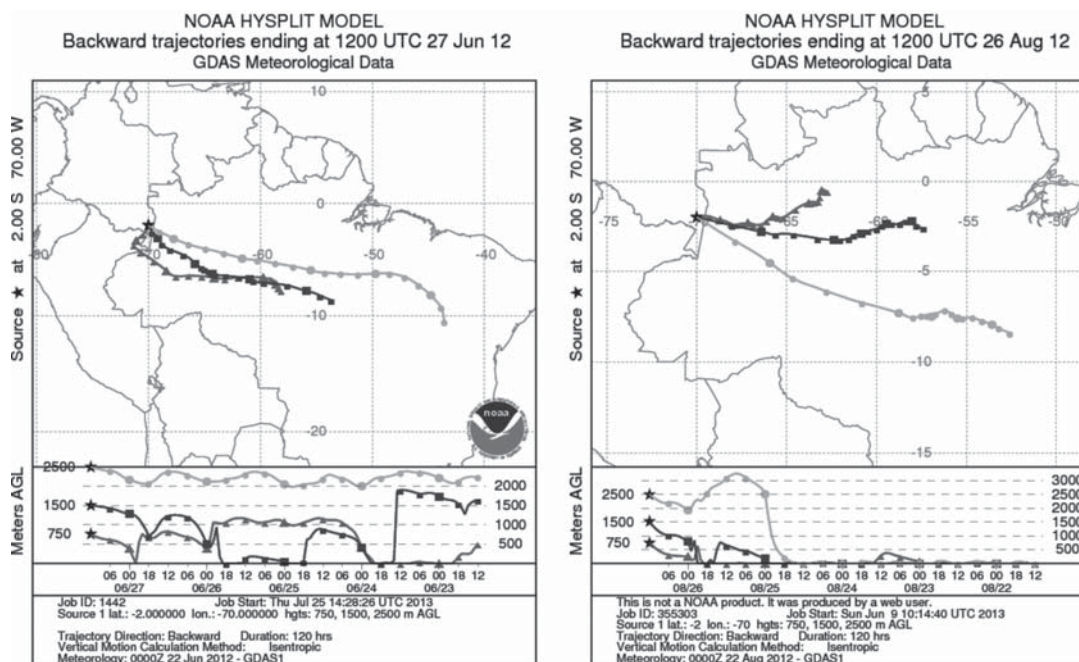 NOAA HYSPLIT MODEL
Backward trajectories ending at 1200 UTC 27 Jun 12
GDAS Meteorological Data
Source ★ at 2.00 S 70.00 W
10
0
-80
-60
-40
-10
-20
noaa
Meters AGL
2500
1500
750
2000
1500
1000
500
06 00 18 12 06 00 18 12 06 00 18 12 06 00 18 12 06 00 18 12
06/27 06/26 06/25 06/24 06/23
Job ID: 1442 Job Start: Thu Jul 25 14:28:26 UTC 2013
Source 1 lat.: -2.000000 lon.: -70.000000 hgts: 750, 1500, 2500 m AGL
Trajectory Direction: Backward Duration: 120 hrs
Vertical Motion Calculation Method: Isentropic
Meteorology: 0000Z 22 Jun 2012 - GDAS1
NOAA HYSPLIT MODEL
Backward trajectories ending at 1200 UTC 26 Aug 12
GDAS Meteorological Data
Source ★ at 2.00 S 70.00 W
5
0
-75
-65
-55
-5
-10
-15
Meters AGL
2500
1500
750
3000
2500
2000
1500
1000
500
06 00 18 12 06 00 18 12 06 00 18 12 06 00 18 12 06 00 18 12
08/26 08/25 08/24 08/23 08/22
This is not a NOAA product. It was produced by a web user.
Job ID: 355303 Job Start: Sun Jun 9 10:14:40 UTC 2013
Source 1 lat.: -2 lon.: -70 hgts: 750, 1500, 2500 m AGL
Trajectory Direction: Backward Duration: 120 hrs
Vertical Motion Calculation Method: Isentropic
Meteorology: 0000Z 22 Aug 2012 - GDAS1